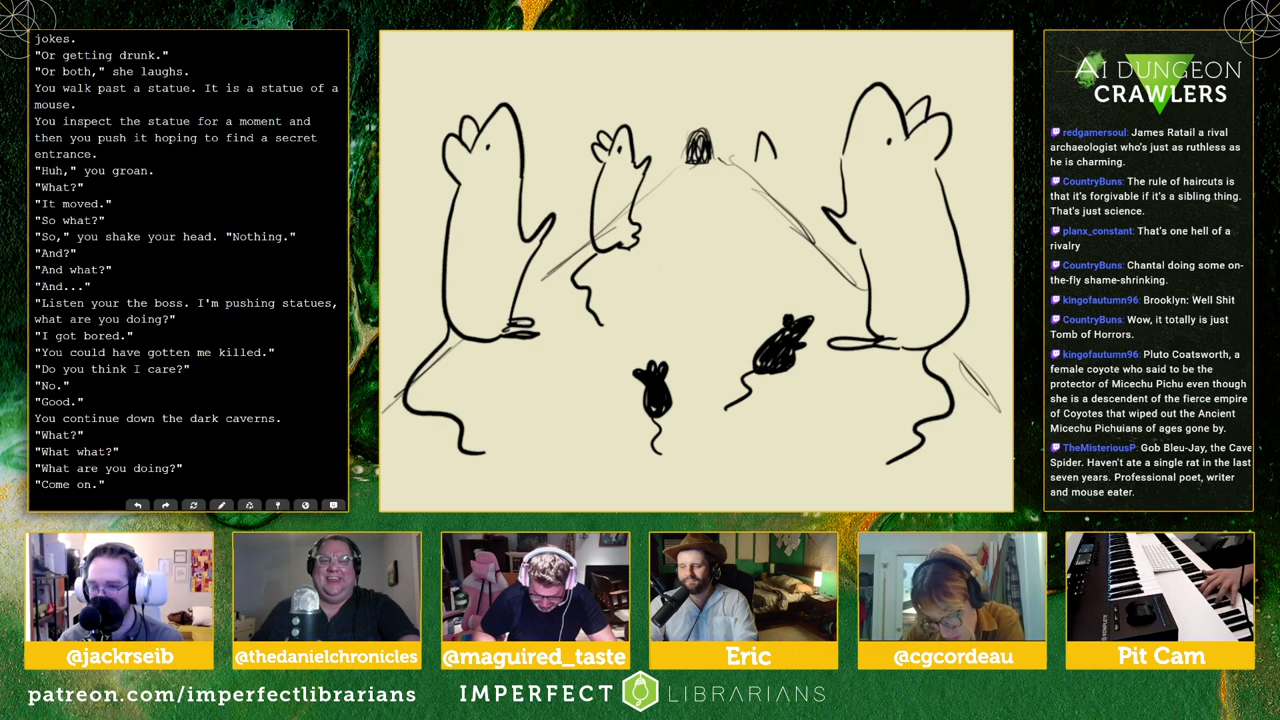 jokes.
"Or getting drunk."
"Or both," she laughs.
You walk past a statue. It is a statue of a
mouse.
You inspect the statue for a moment and
then you push it hoping to find a secret
entrance.
"Huh," you groan.
"What?"
"It moved."
"So what?"
"So," you shake your head. "Nothing."
"And?"
"And what?"
"And..."
"Listen your the boss. I'm pushing statues,
what are you doing?"
"I got bored."
"You could have gotten me killed."
"Do you think I care?"
"No."
"Good."
You continue down the dark caverns.
"What?"
"What what?"
"What are you doing?"
"Come on."
AI DUNGEON
CRAWLERS
redgamersoul: James Ratail a rival
archaeologist who's just as ruthless as
he is charming.
CountryBuns: The rule of haircuts is
that it's forgivable if it's a sibling thing.
That's just science.
planx_constant: That's one hell of a
rivalry
CountryBuns: Chantal doing some on-
the-fly shame-shrinking.
kingofautumn96: Brooklyn: Well Shit
CountryBuns: Wow, it totally is just
Tomb of Horrors.
kingofautumn96: Pluto Coatsworth, a
female coyote who said to be the
protector of Micechu Pichu even though
she is a descendent of the fierce empire
of Coyotes that wiped out the Ancient
Micechu Pichuians of ages gone by.
TheMisteriousP: Gob Bleu-Jay, the Cave
Spider. Haven't ate a single rat in the last
seven years. Professional poet, writer
and mouse eater.
@jackrseib
@thedanielchronicles
@maguired_taste
Eric
@cgcordeau
Pit Cam
patreon.com/imperfectlibrarians
IMPERFECT LIBRARIANS